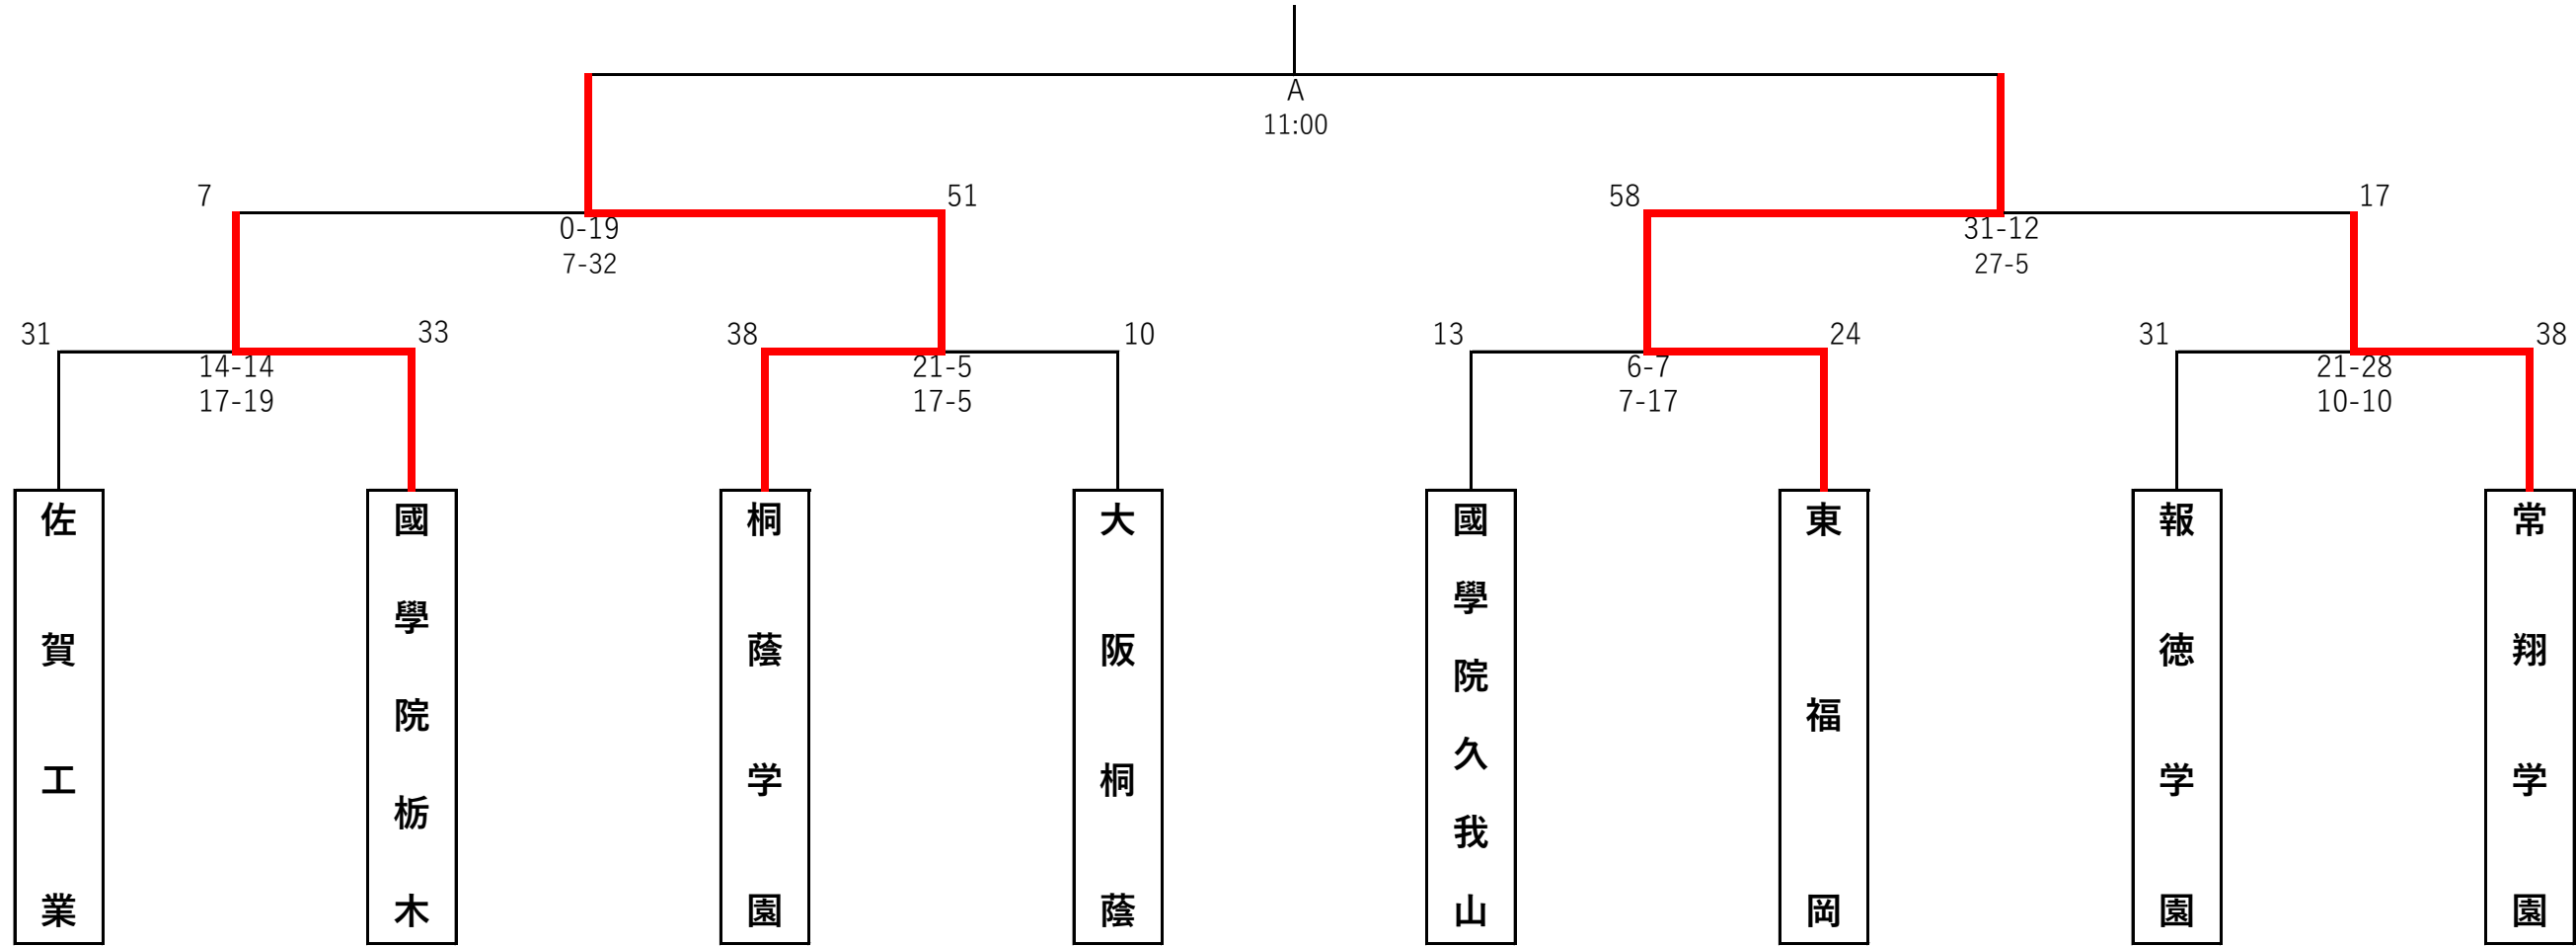 A
11:00
7
51
0-19
7-32
58
17
31-12
27-5
31
33
14-14
17-19
38
10
21-5
17-5
13
24
6-7
7-17
31
38
21-28
10-10
佐賀工業
國學院栃木
桐蔭学園
大阪桐蔭
國學院久我山
東福岡
報徳学園
常翔学園